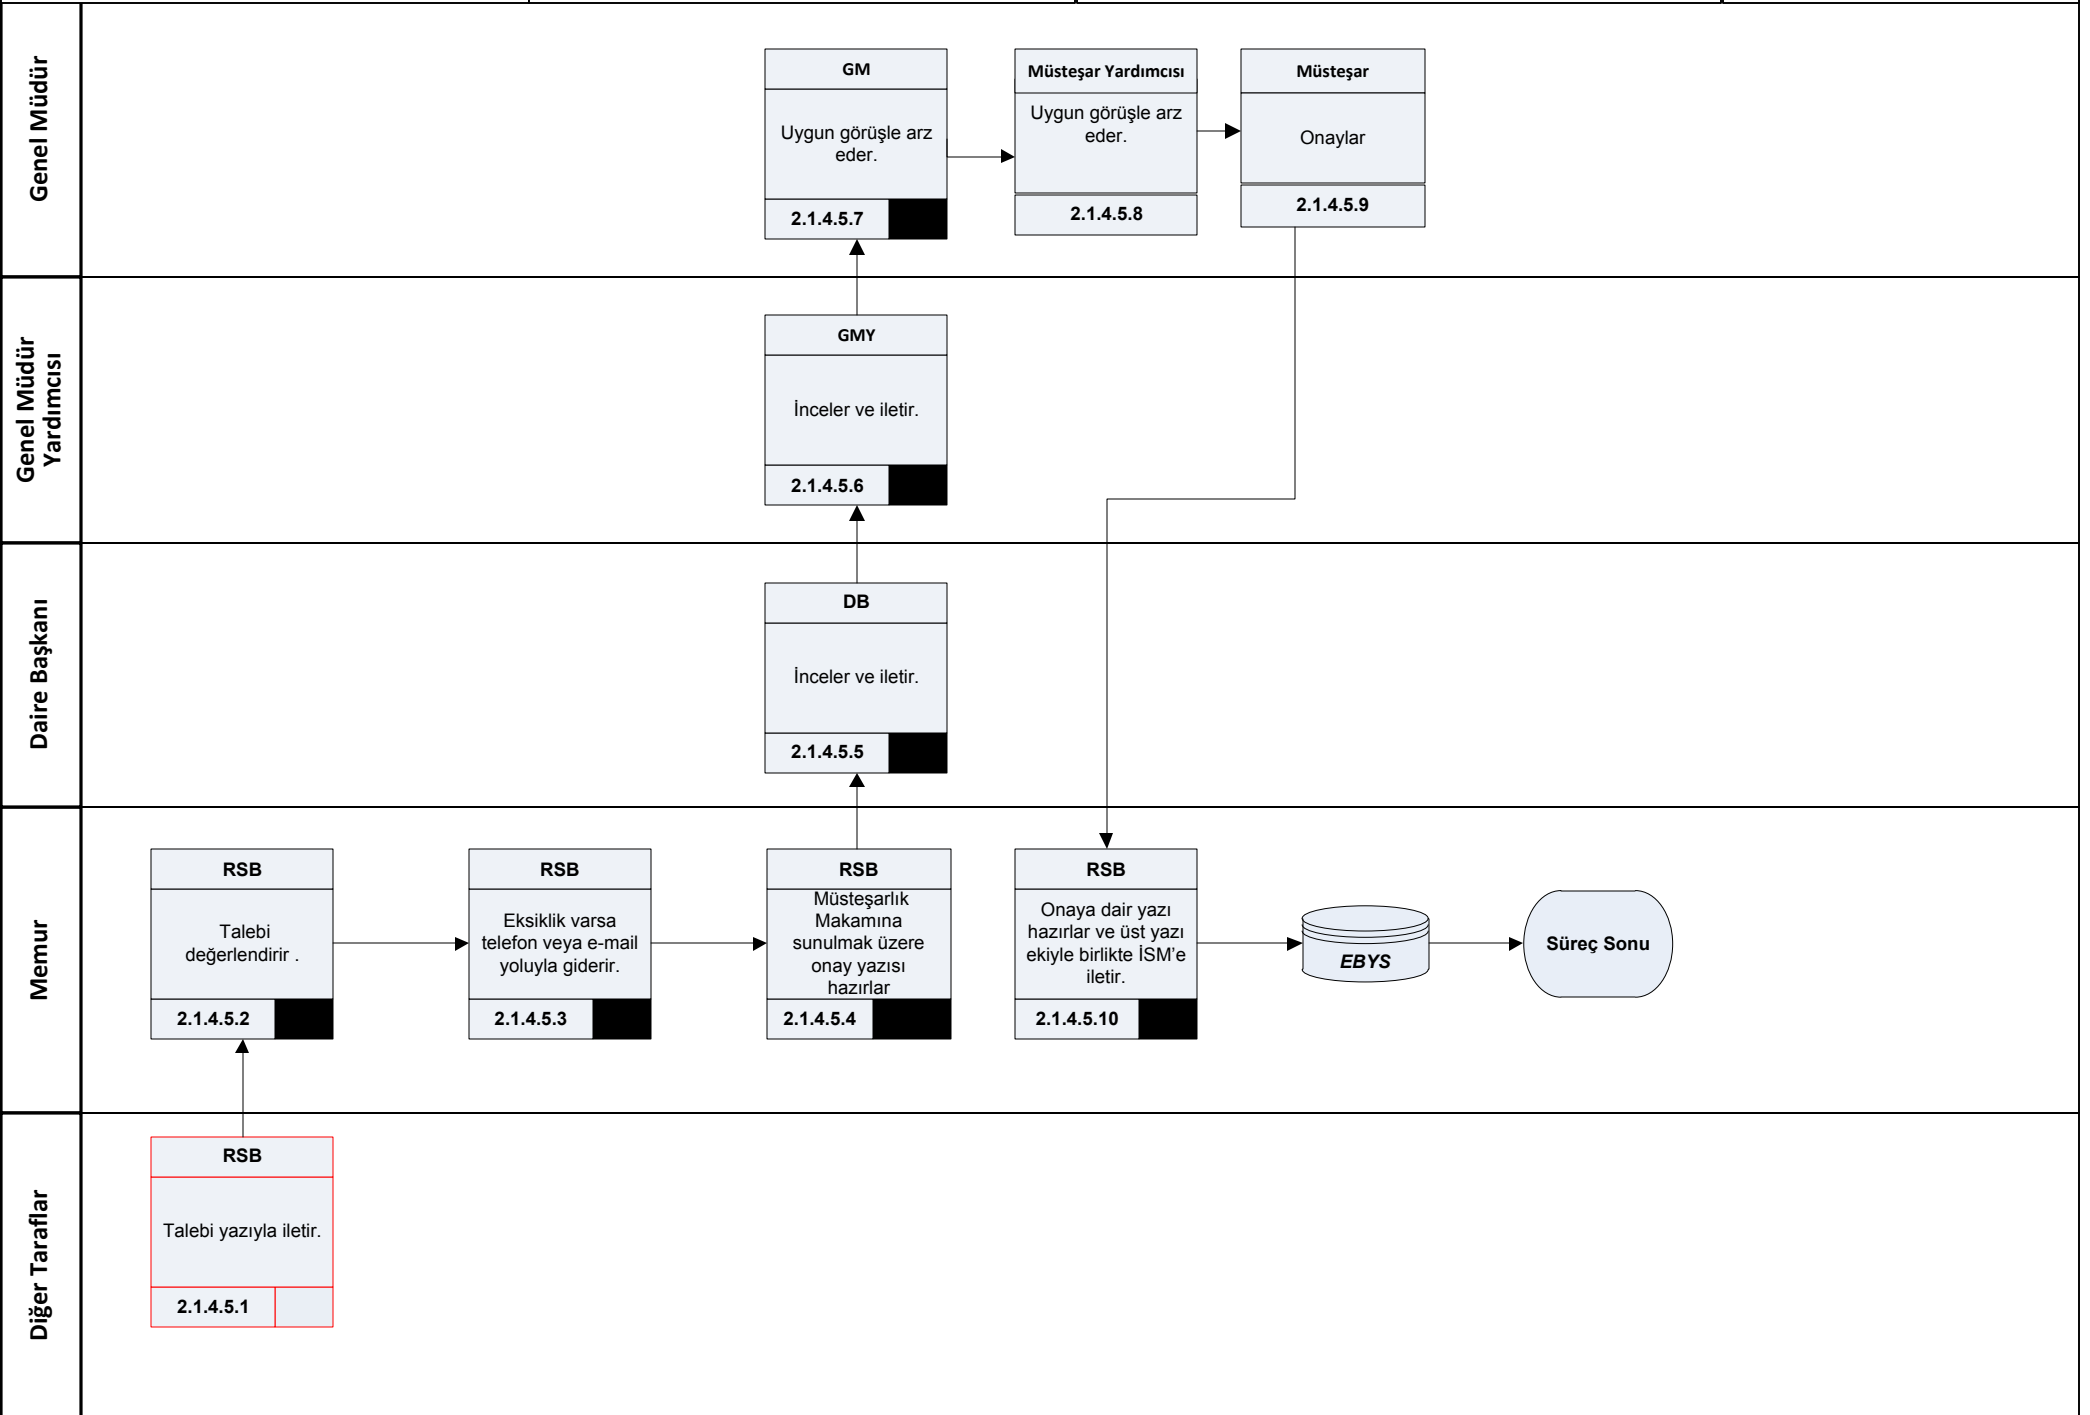 Genel Müdür
GM
Uygun görüşle arz
eder.
2.1.4.5.7
Müsteşar Yardımcısı
Uygun görüşle arz
eder.
2.1.4.5.8
Müsteşar
Onaylar
2.1.4.5.9
Genel Müdür
Yardımcısı
GMY
İnceler ve iletir.
2.1.4.5.6
Daire Başkanı
DB
İnceler ve iletir.
2.1.4.5.5
Memur
RSB
Talebi
değerlendirir .
2.1.4.5.2
RSB
Eksiklik varsa
telefon veya e-mail
yoluyla giderir.
2.1.4.5.3
RSB
Müsteşarlık
Makamına
sunulmak üzere
onay yazısı
hazırlar
2.1.4.5.4
RSB
Onaya dair yazı
hazırlar ve üst yazı
ekiyle birlikte İSM’e
iletir.
2.1.4.5.10
EBYS
Süreç Sonu
Diğer Taraflar
RSB
Talebi yazıyla iletir.
2.1.4.5.1